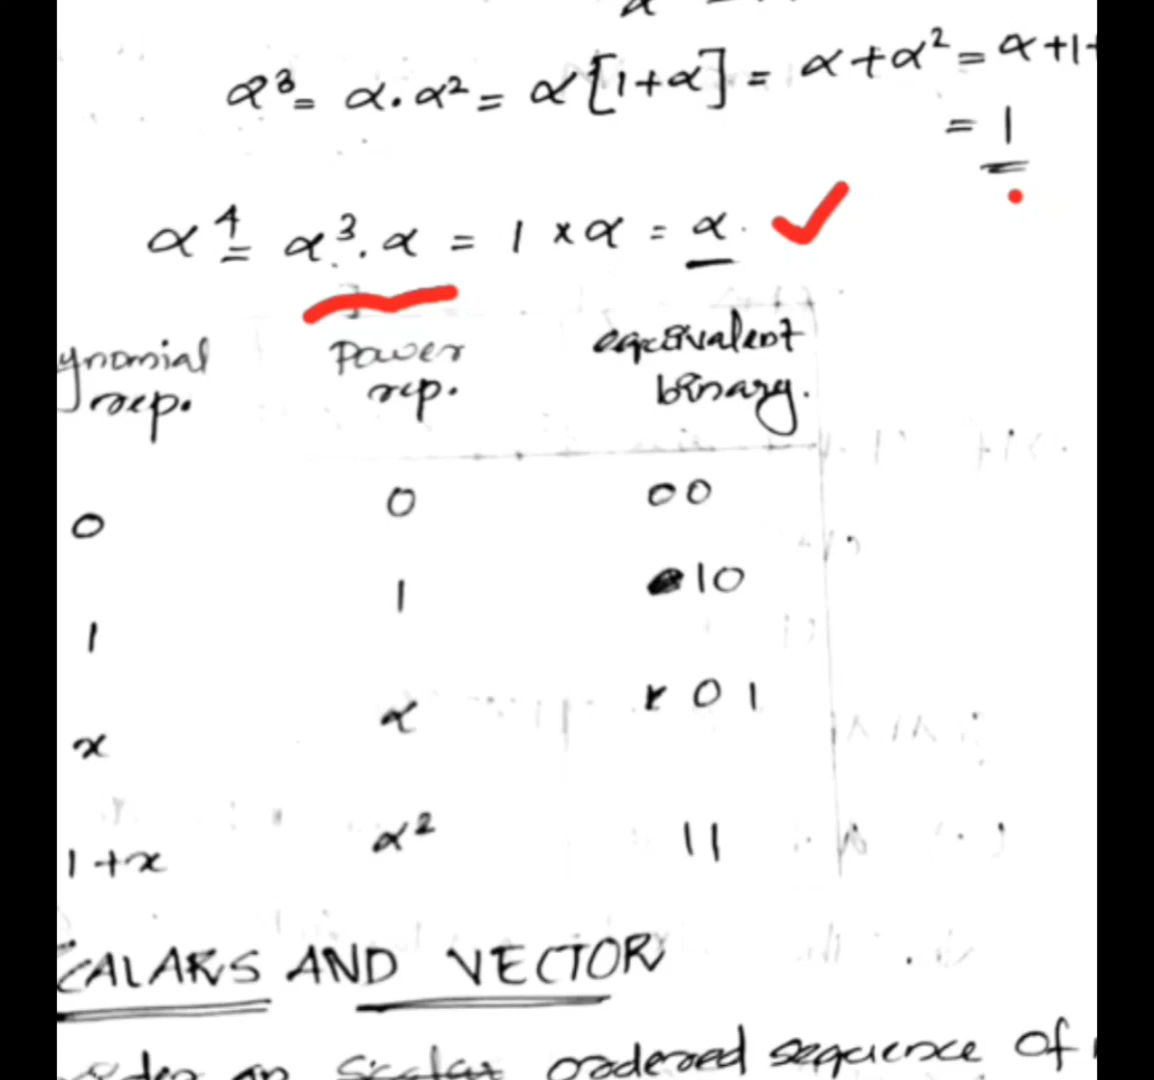 α³ = α.α² = α[1+α] = α+α² = α+1+
= 1
α⁴ = α³.α = 1 × α = α.
ynomial rep. Power rep. equivalent binary.
0 0 00
1 1 10
x α 01
1+x α² 11
CALARS AND VECTOR
ordered sequence of